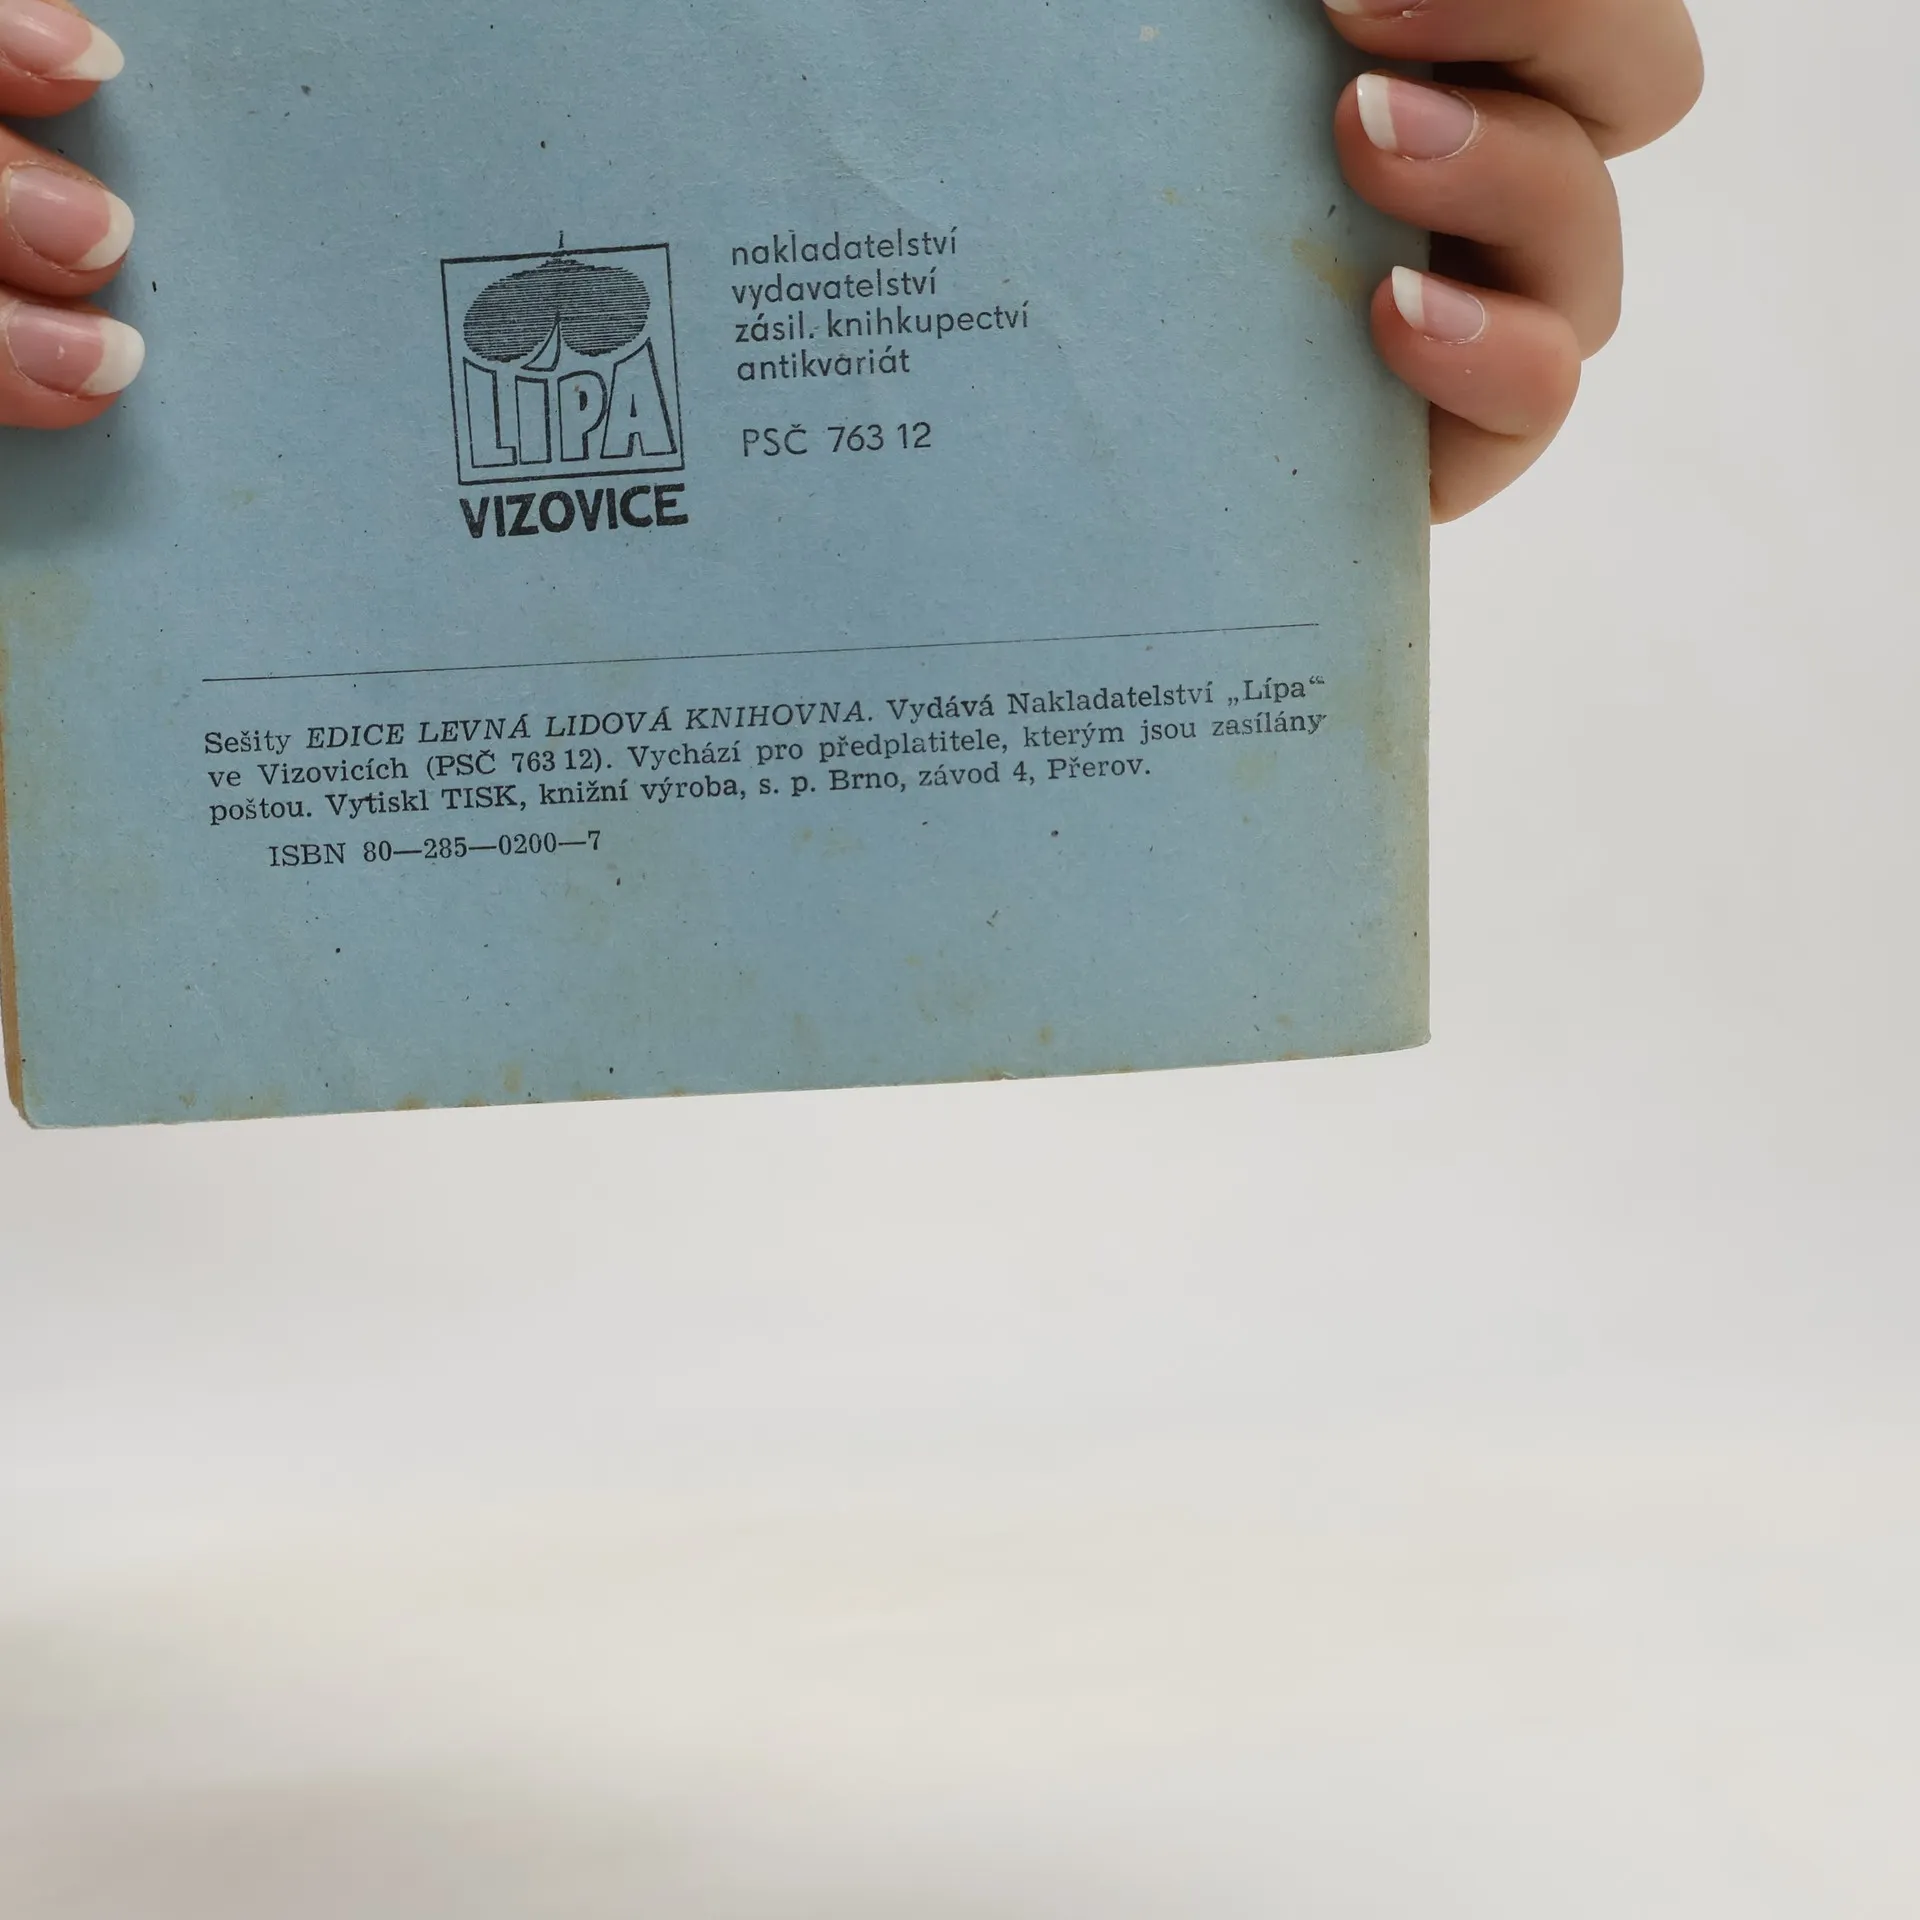 LÍPA
VIZOVICE
nakladatelství
vydavatelství
zásil. knihkupectví
antikvariát
PSČ 763 12
Sešity EDICE LEVNÁ LIDOVÁ KNIHOVNA. Vydává Nakladatelství „Lípa“
ve Vizovicích (PSČ 763 12). Vychází pro předplatitele, kterým jsou zasílány
poštou. Vytiskl TISK, knižní výroba, s. p. Brno, závod 4, Přerov.
ISBN 80—285—0200—7